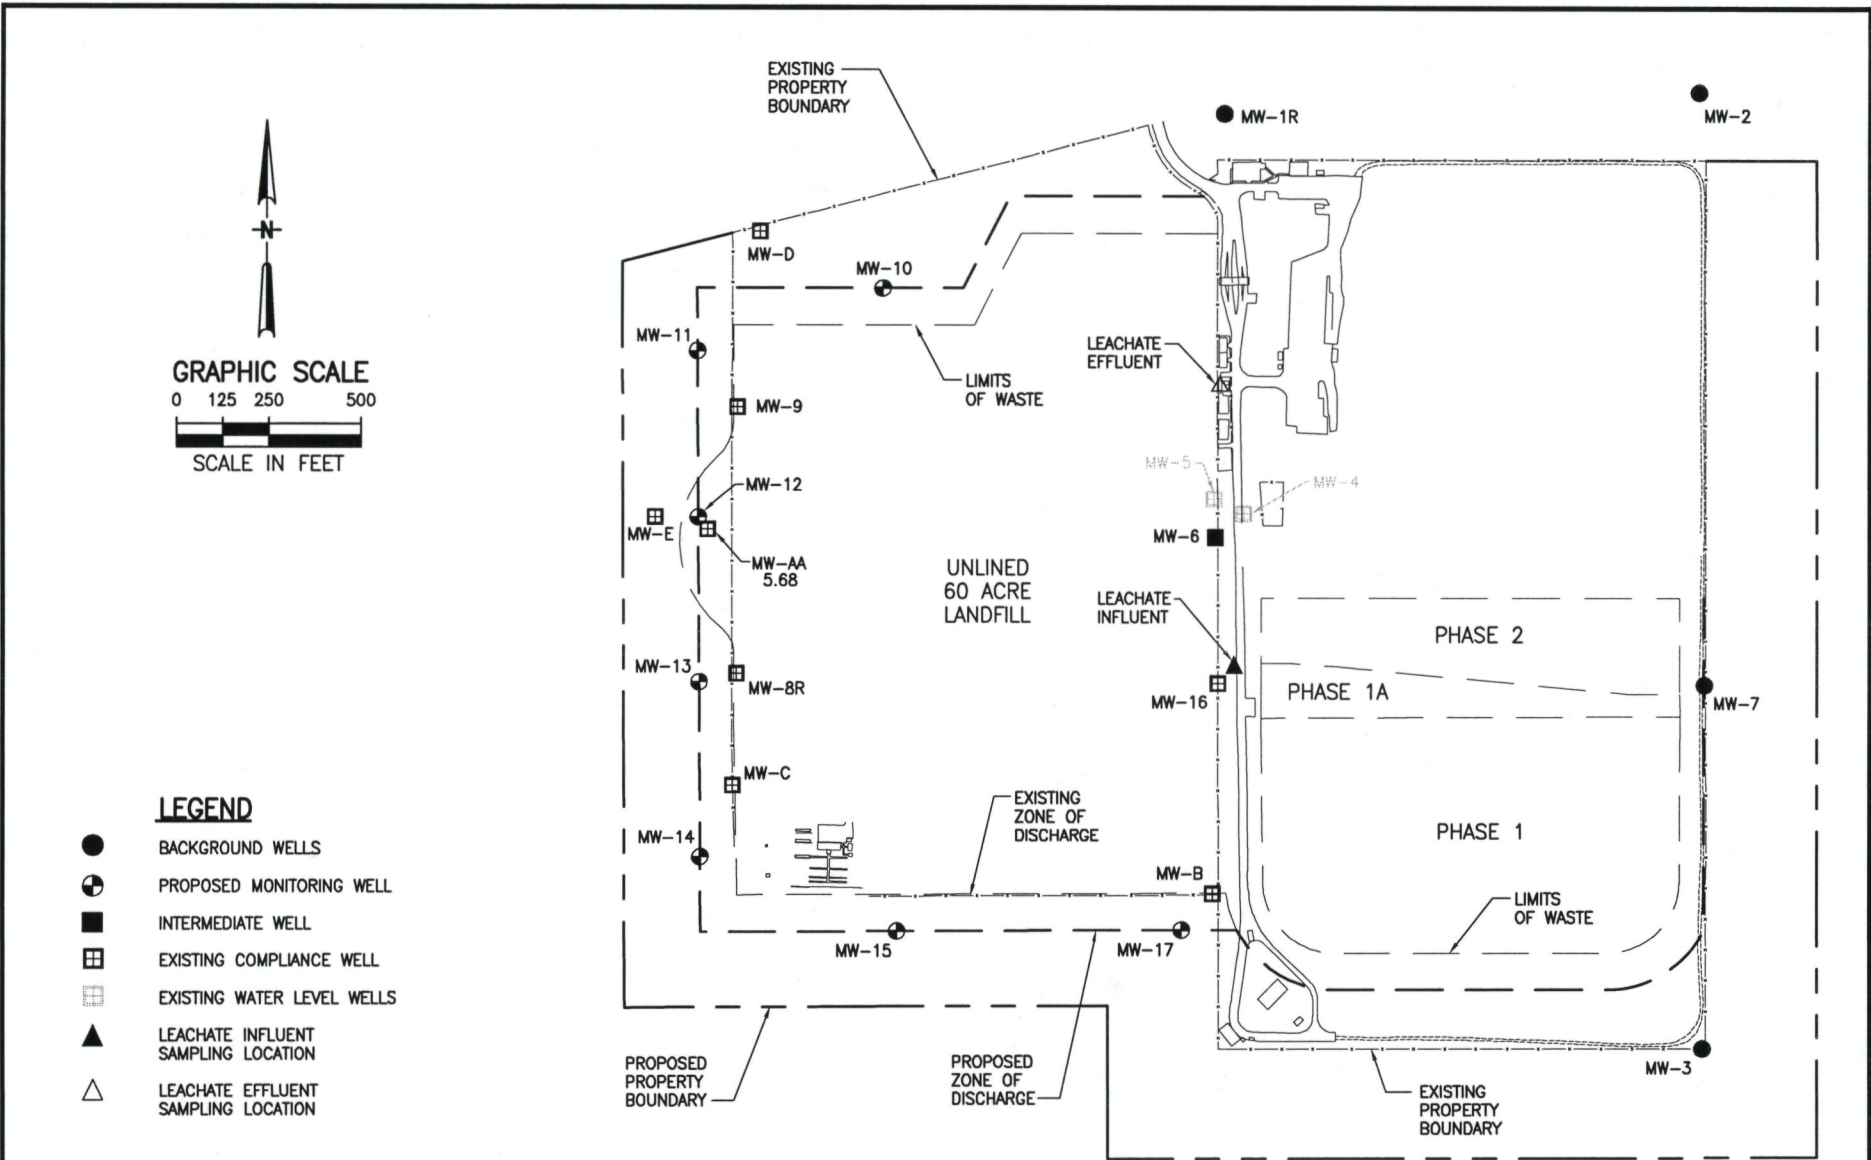 EXISTING
PROPERTY
BOUNDARY
MW-1R
MW-2
N
MW-D
MW-10
MW-11
LEACHATE
EFFLUENT
GRAPHIC SCALE
0 125 250 500
SCALE IN FEET
LIMITS
OF WASTE
MW-9
MW-5
MW-4
MW-12
MW-E
MW-6
MW-AA
5.68
UNLINED
60 ACRE
LANDFILL
LEACHATE
INFLUENT
PHASE 2
MW-13
MW-8R
MW-16
PHASE 1A
MW-7
MW-C
EXISTING
ZONE OF
DISCHARGE
MW-14
PHASE 1
MW-B
LIMITS
OF WASTE
MW-15
MW-17
LEGEND
BACKGROUND WELLS
PROPOSED MONITORING WELL
INTERMEDIATE WELL
EXISTING COMPLIANCE WELL
EXISTING WATER LEVEL WELLS
LEACHATE INFLUENT
SAMPLING LOCATION
LEACHATE EFFLUENT
SAMPLING LOCATION
PROPOSED
PROPERTY
BOUNDARY
PROPOSED
ZONE OF
DISCHARGE
MW-3
EXISTING
PROPERTY
BOUNDARY